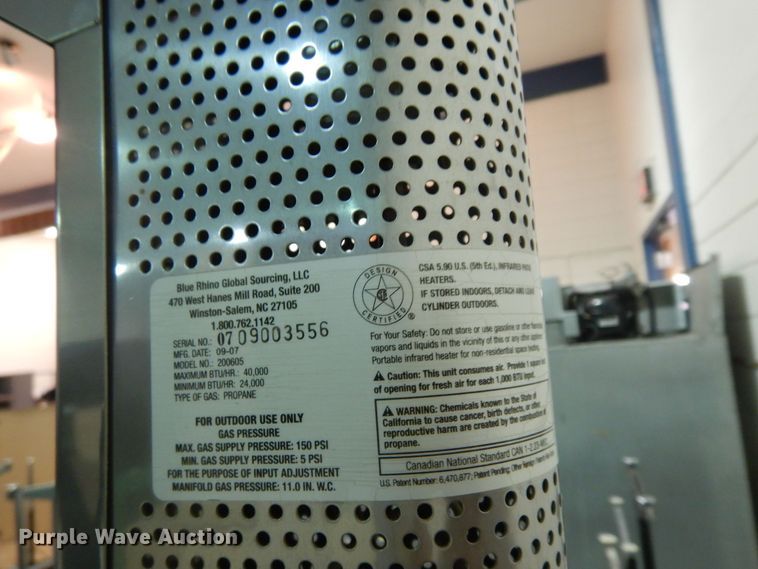 Blue Rhino Global Sourcing, LLC
470 West Hanes Mill Road, Suite 200
Winston-Salem, NC 27105
1.800.762.1142
SERIAL NO.: 0709003556
MFG. DATE: 09-07
MODEL NO.: 200605
MAXIMUM BTU/HR: 40,000
MINIMUM BTU/HR: 24,000
TYPE OF GAS: PROPANE
FOR OUTDOOR USE ONLY
GAS PRESSURE
MAX. GAS SUPPLY PRESSURE: 150 PSI
MIN. GAS SUPPLY PRESSURE: 5 PSI
FOR THE PURPOSE OF INPUT ADJUSTMENT
MANIFOLD GAS PRESSURE: 11.0 IN. W.C.
DESIGN CERTIFIED
CSA 5.90 U.S. (5th Ed.), INFRARED
HEATERS.
IF STORED INDOORS, DETACH AND LEAVE
CYLINDER OUTDOORS.
For Your Safety: Do not store or use gasoline or other
vapors and liquids in the vicinity of this or any other
Portable infrared heater for non-residential space heating.
Caution: This unit consumes air. Provide 1 square
of opening for fresh air for each 1,000 BTU input.
WARNING: Chemicals known to the State of
California to cause cancer, birth defects, or other
reproductive harm are created by the combustion of
propane.
Canadian National Standard CAN
U.S. Patent Number: 6,470,877; Patent Pending;
Purple Wave Auction